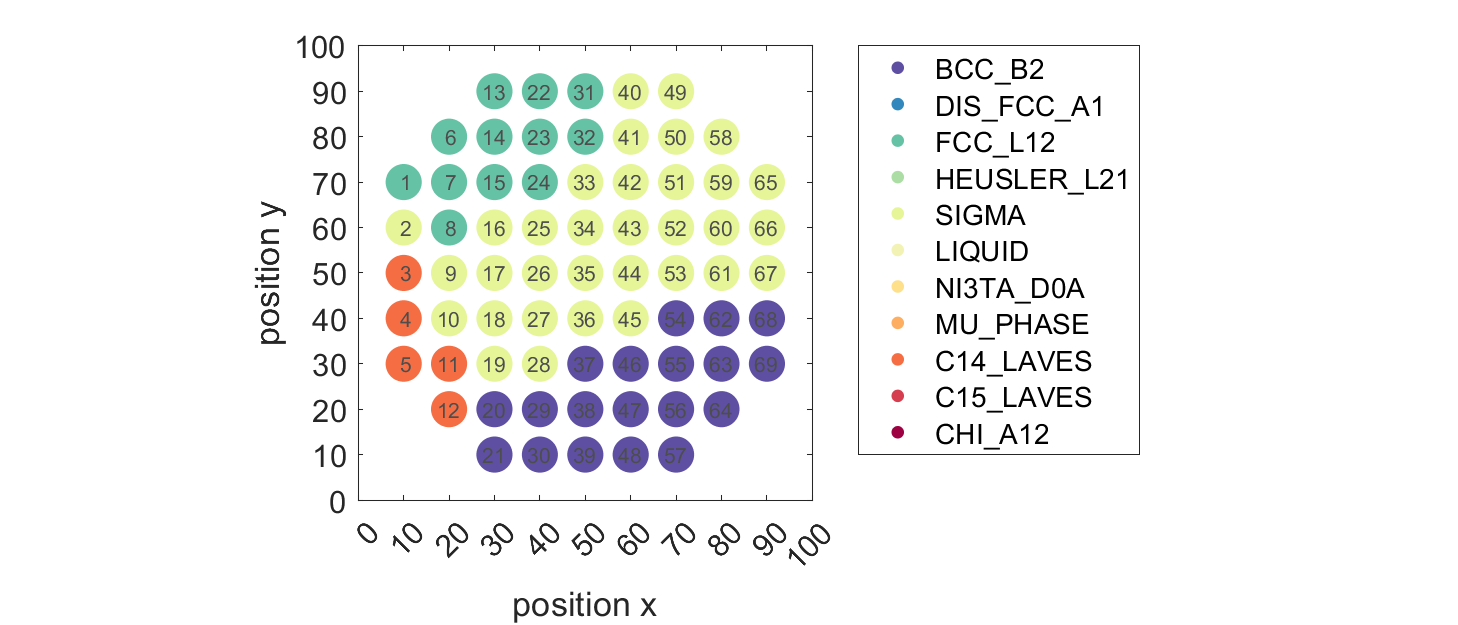 100
90
80
70
60
50
40
30
20
10
0
position y
13 22 31 40 49
6 14 23 32 41 50 58
1 7 15 24 33 42 51 59 65
2 8 16 25 34 43 52 60 66
3 9 17 26 35 44 53 61 67
4 10 18 27 36 45 54 62 68
5 11 19 28 37 46 55 63 69
12 20 29 38 47 56 64
21 30 39 48 57
0 10 20 30 40 50 60 70 80 90 100
position x
BCC_B2
DIS_FCC_A1
FCC_L12
HEUSLER_L21
SIGMA
LIQUID
NI3TA_D0A
MU_PHASE
C14_LAVES
C15_LAVES
CHI_A12